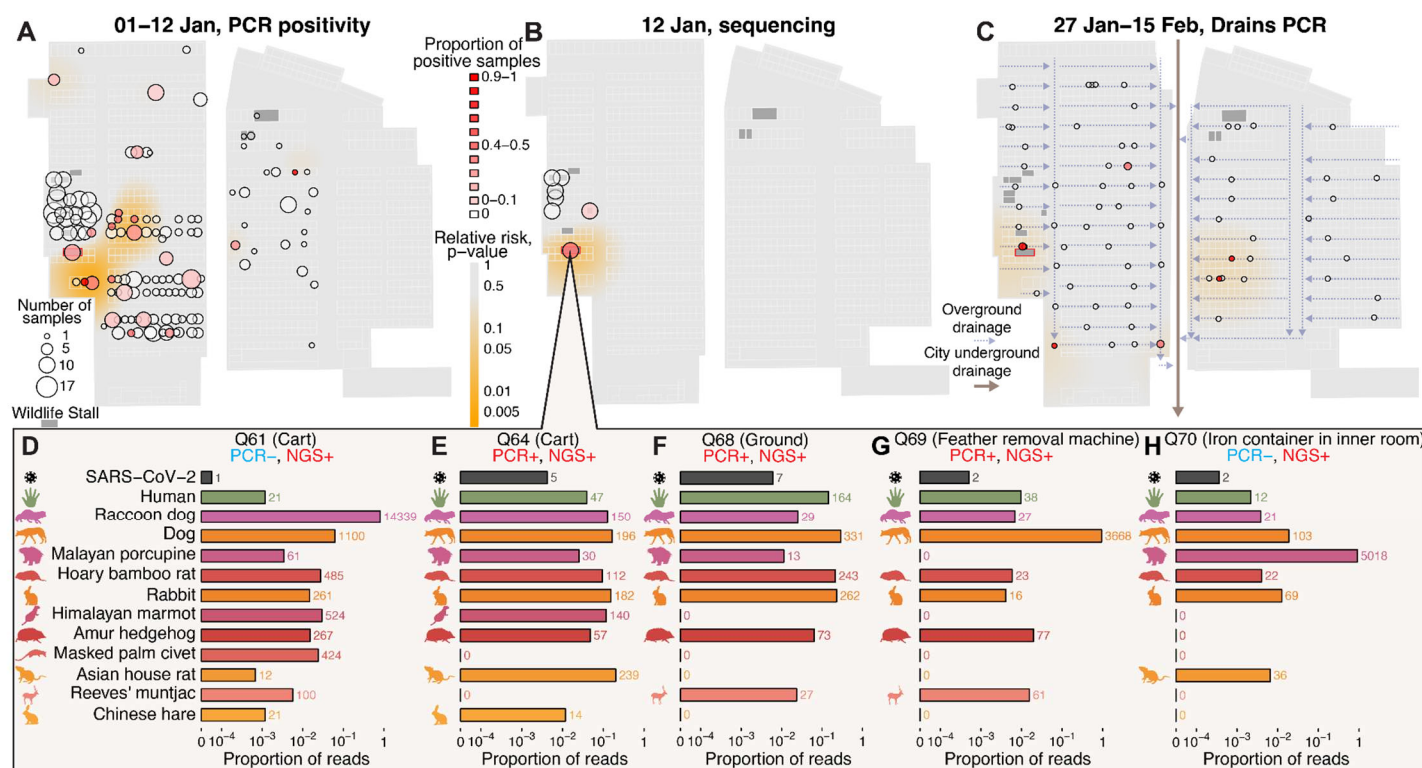 A
01–12 Jan, PCR positivity
B
12 Jan, sequencing
C
27 Jan–15 Feb, Drains PCR
Proportion of
positive samples
0.9–1
0.4–0.5
0–0.1
0
Relative risk,
p–value
1
0.5
0.1
0.05
0.01
0.005
Number of
samples
1
5
10
17
Wildlife Stall
Overground
drainage
City underground
drainage
D
Q61 (Cart)
PCR–, NGS+
E
Q64 (Cart)
PCR+, NGS+
F
Q68 (Ground)
PCR+, NGS+
G
Q69 (Feather removal machine)
PCR+, NGS+
H
Q70 (Iron container in inner room)
PCR–, NGS+
SARS–CoV–2 1 5 7 2 2
Human 21 47 164 38 12
Raccoon dog 14339 150 29 27 21
Dog 1100 196 331 3668 103
Malayan porcupine 61 30 13 0 5018
Hoary bamboo rat 485 112 243 23 22
Rabbit 261 182 262 16 69
Himalayan marmot 524 140 0 0 0
Amur hedgehog 267 57 73 77 0
Masked palm civet 424 0 0 0 0
Asian house rat 12 239 0 0 36
Reeves' muntjac 100 0 27 61 0
Chinese hare 21 14 0 0 0
0 10–4 10–3 10–2 10–1 1
0 10–4 10–3 10–2 10–1 1
0 10–4 10–3 10–2 10–1 1
0 10–4 10–3 10–2 10–1 1
0 10–4 10–3 10–2 10–1 1
Proportion of reads
Proportion of reads
Proportion of reads
Proportion of reads
Proportion of reads